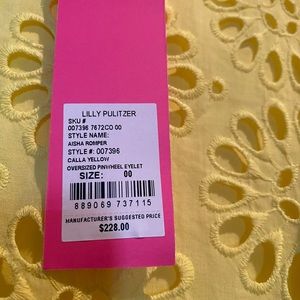 LILLY PULITZER
SKU #
007396 7672CO 00
STYLE NAME:
AISHA ROMPER
STYLE #: 007396
CALLA YELLOW
OVERSIZED PINWHEEL EYELET
SIZE: 00
889069 737115
MANUFACTURER'S SUGGESTED PRICE
$228.00